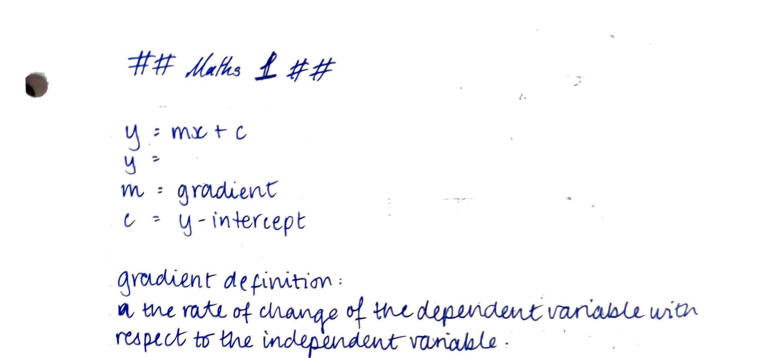 ## Maths 1 ##
y = mx + c
y =
m = gradient
c = y-intercept
gradient definition:
the rate of change of the dependent variable with
respect to the independent variable.